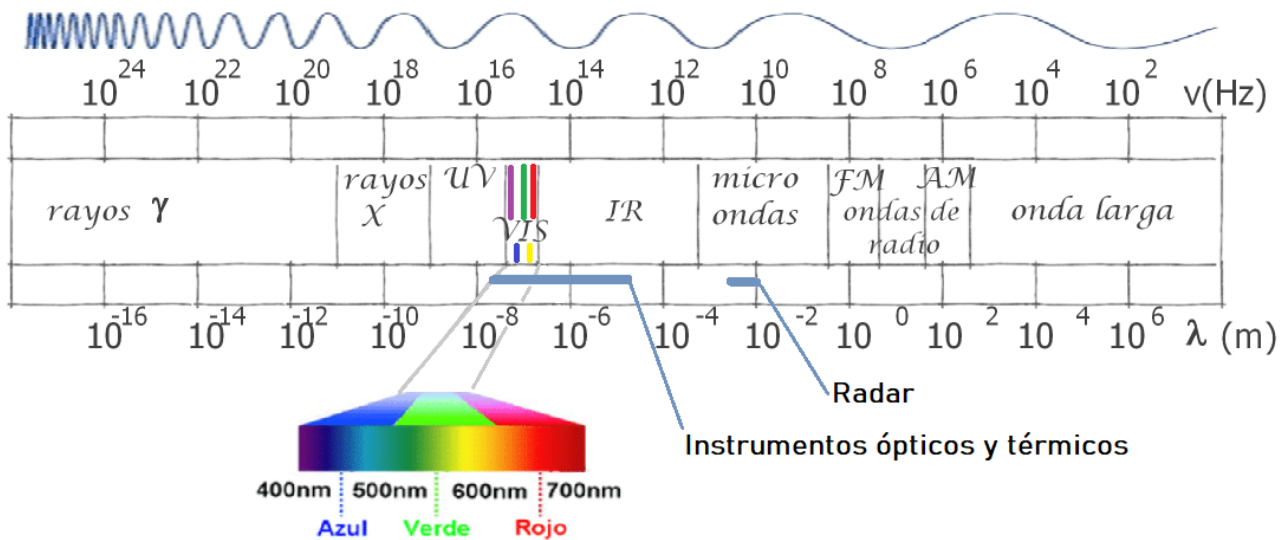 10^24 10^22 10^20 10^18 10^16 10^14 10^12 10^10 10^8 10^6 10^4 10^2 ν(Hz)
rayos γ rayos X UV VIS IR micro ondas FM AM ondas de radio onda larga
10^-16 10^-14 10^-12 10^-10 10^-8 10^-6 10^-4 10^-2 10^0 10^2 10^4 10^6 λ (m)
Radar
Instrumentos ópticos y térmicos
400nm 500nm 600nm 700nm
Azul Verde Rojo